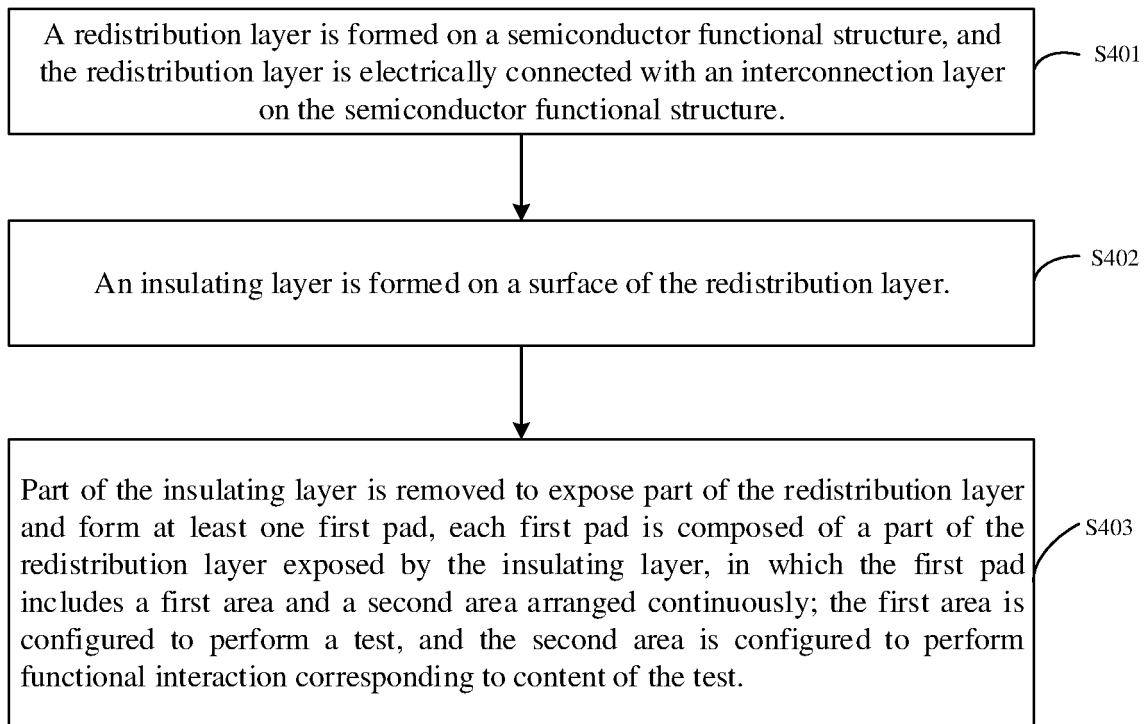 A redistribution layer is formed on a semiconductor functional structure, and
the redistribution layer is electrically connected with an interconnection layer
on the semiconductor functional structure.
S401
An insulating layer is formed on a surface of the redistribution layer.
S402
Part of the insulating layer is removed to expose part of the redistribution layer
and form at least one first pad, each first pad is composed of a part of the
redistribution layer exposed by the insulating layer, in which the first pad
includes a first area and a second area arranged continuously; the first area is
configured to perform a test, and the second area is configured to perform
functional interaction corresponding to content of the test.
S403